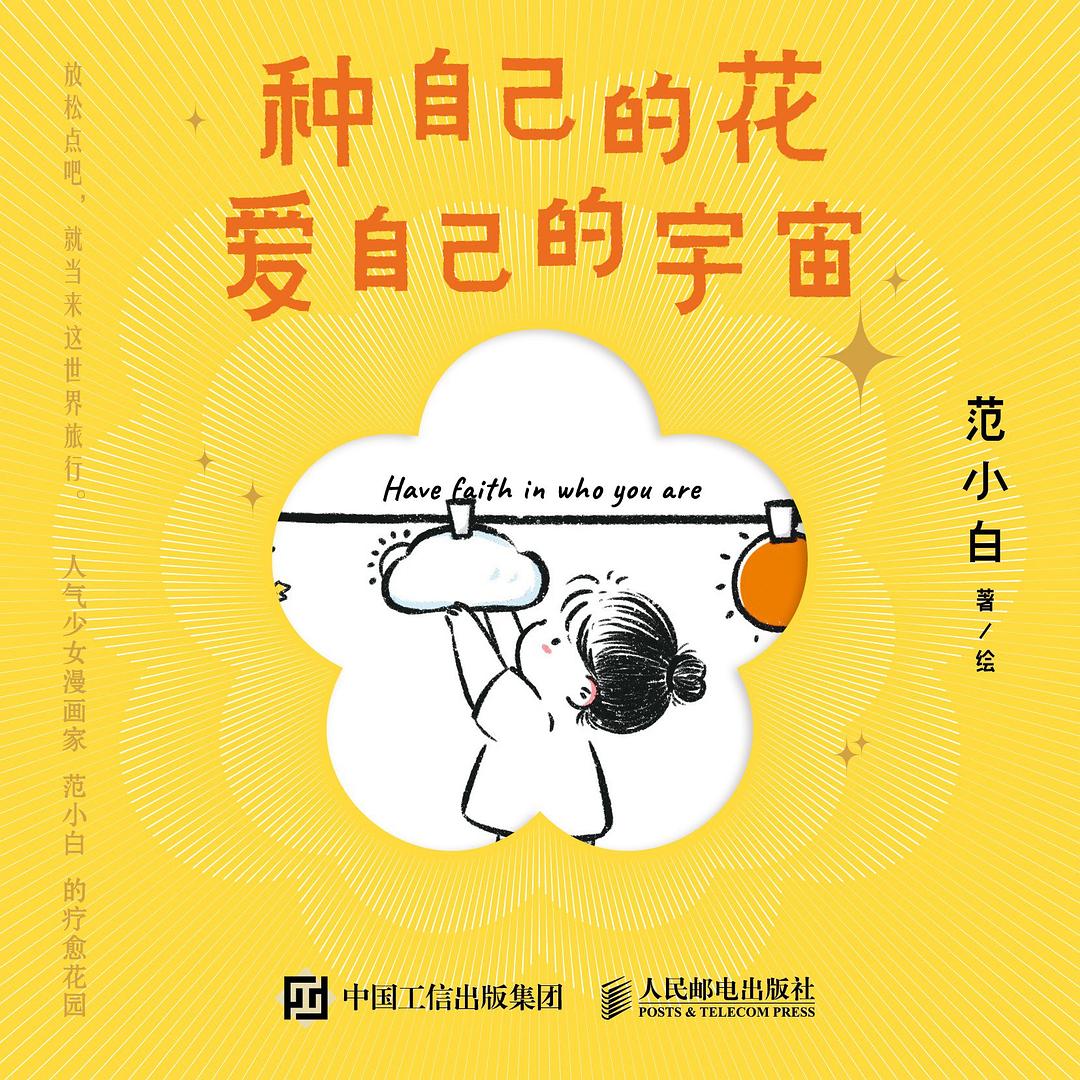 种自己的花
爱自己的宇宙
放松点吧，就当来这世界旅行。
人气少女漫画家 范小白 的疗愈花园
Have faith in who you are
范小白 著/绘
中国工信出版集团
人民邮电出版社
POSTS & TELECOM PRESS